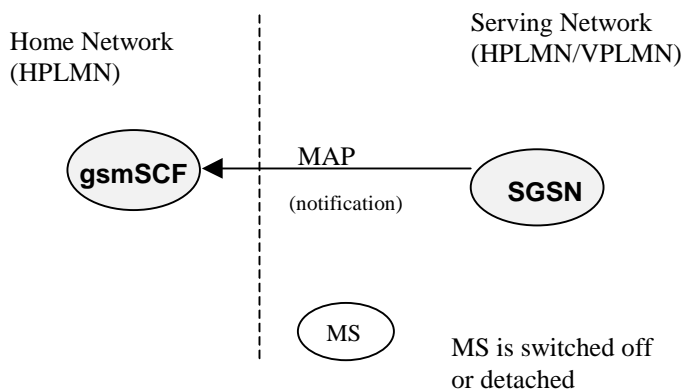 Home Network
(HPLMN)
Serving Network
(HPLMN/VPLMN)
gsmSCF
MAP
(notification)
SGSN
MS
MS is switched off
or detached